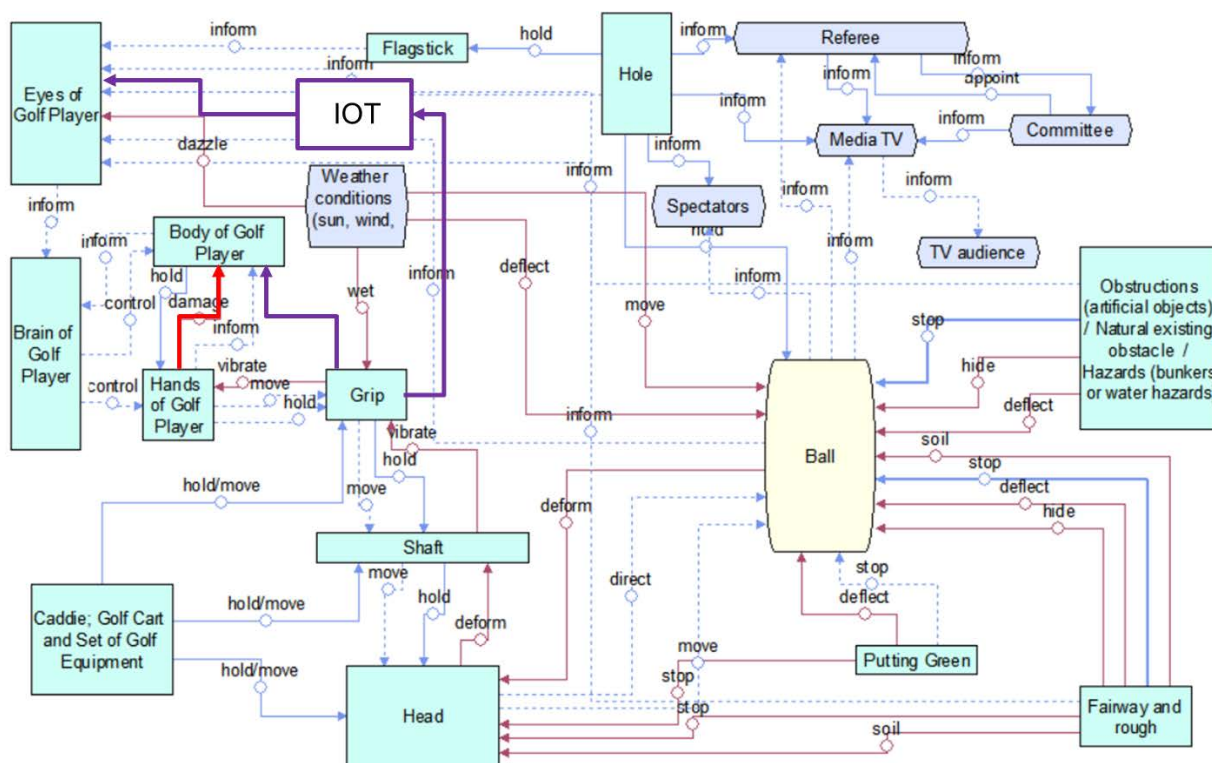 inform
Flagstick
hold
inform
Referee
inform
Eyes of
Golf Player
IOT
Hole
inform
inform
inform
appoint
inform
Media TV
inform
Committee
dazzle
Weather
conditions
(sun, wind,
inform
inform
Spectators
inform
TV audience
inform
inform
Body of Golf
Player
hold
inform
deflect
inform
hold
inform
inform
Obstructions
(artificial objects)
/ Natural existing
obstacle /
Hazards (bunkers
or water hazards
Brain of
Golf
Player
control
damage
inform
wet
move
stop
hide
control
Hands
of Golf
Player
vibrate
move
hold
Grip
vibrate
inform
deflect
soil
stop
deflect
hide
Ball
hold/move
move
hold
deform
Shaft
move
hold
deform
direct
stop
deflect
Caddie; Golf Cart
and Set of Golf
Equipment
hold/move
hold/move
Head
move
stop
stop
soil
Putting Green
Fairway and
rough